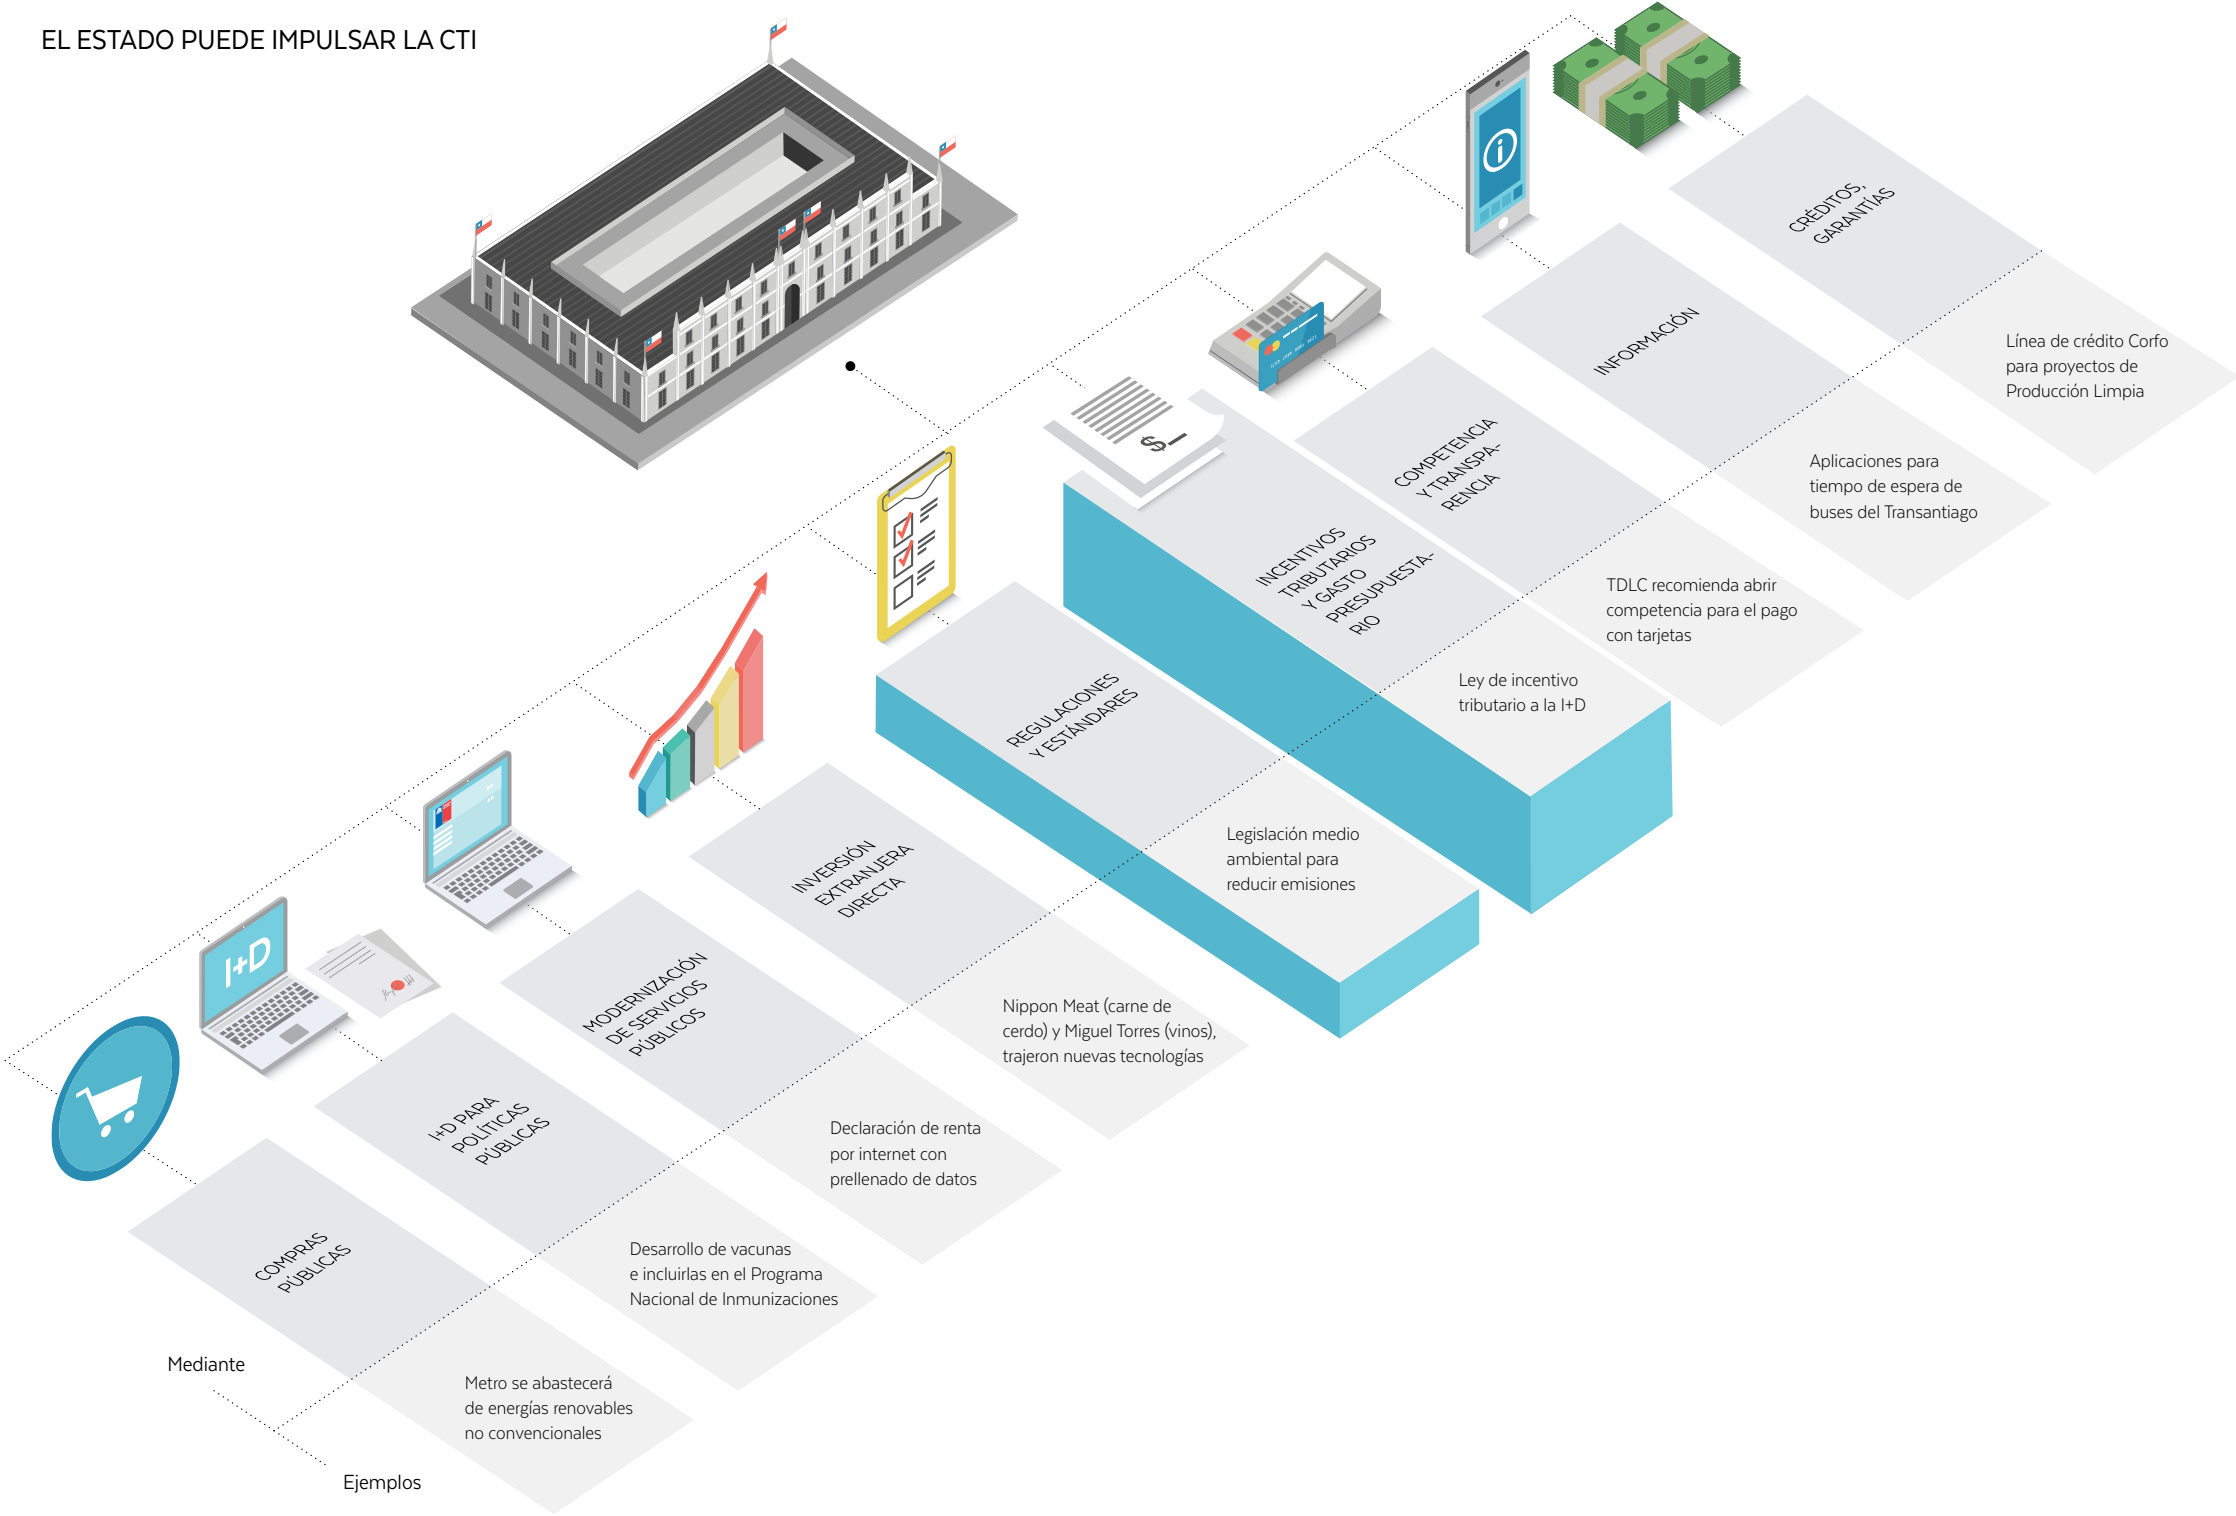 EL ESTADO PUEDE IMPULSAR LA CTI
CRÉDITOS,
GARANTÍAS
Línea de crédito Corfo
para proyectos de
Producción Limpia
INFORMACIÓN
Aplicaciones para
tiempo de espera de
buses del Transantiago
COMPETENCIA
Y TRANSPA-
RENCIA
TDLC recomienda abrir
competencia para el pago
con tarjetas
$
INCENTIVOS
TRIBUTARIOS
Y GASTO
PRESUPUESTA-
RIO
Ley de incentivo
tributario a la I+D
REGULACIONES
Y ESTÁNDARES
Legislación medio
ambiental para
reducir emisiones
INVERSIÓN
EXTRANJERA
DIRECTA
Nippon Meat (carne de
cerdo) y Miguel Torres (vinos),
trajeron nuevas tecnologías
MODERNIZACIÓN
DE SERVICIOS
PÚBLICOS
Declaración de renta
por internet con
prellenado de datos
I+D
I+D PARA
POLÍTICAS
PÚBLICAS
Desarrollo de vacunas
e incluirlas en el Programa
Nacional de Inmunizaciones
COMPRAS
PÚBLICAS
Metro se abastecerá
de energías renovables
no convencionales
Mediante
Ejemplos